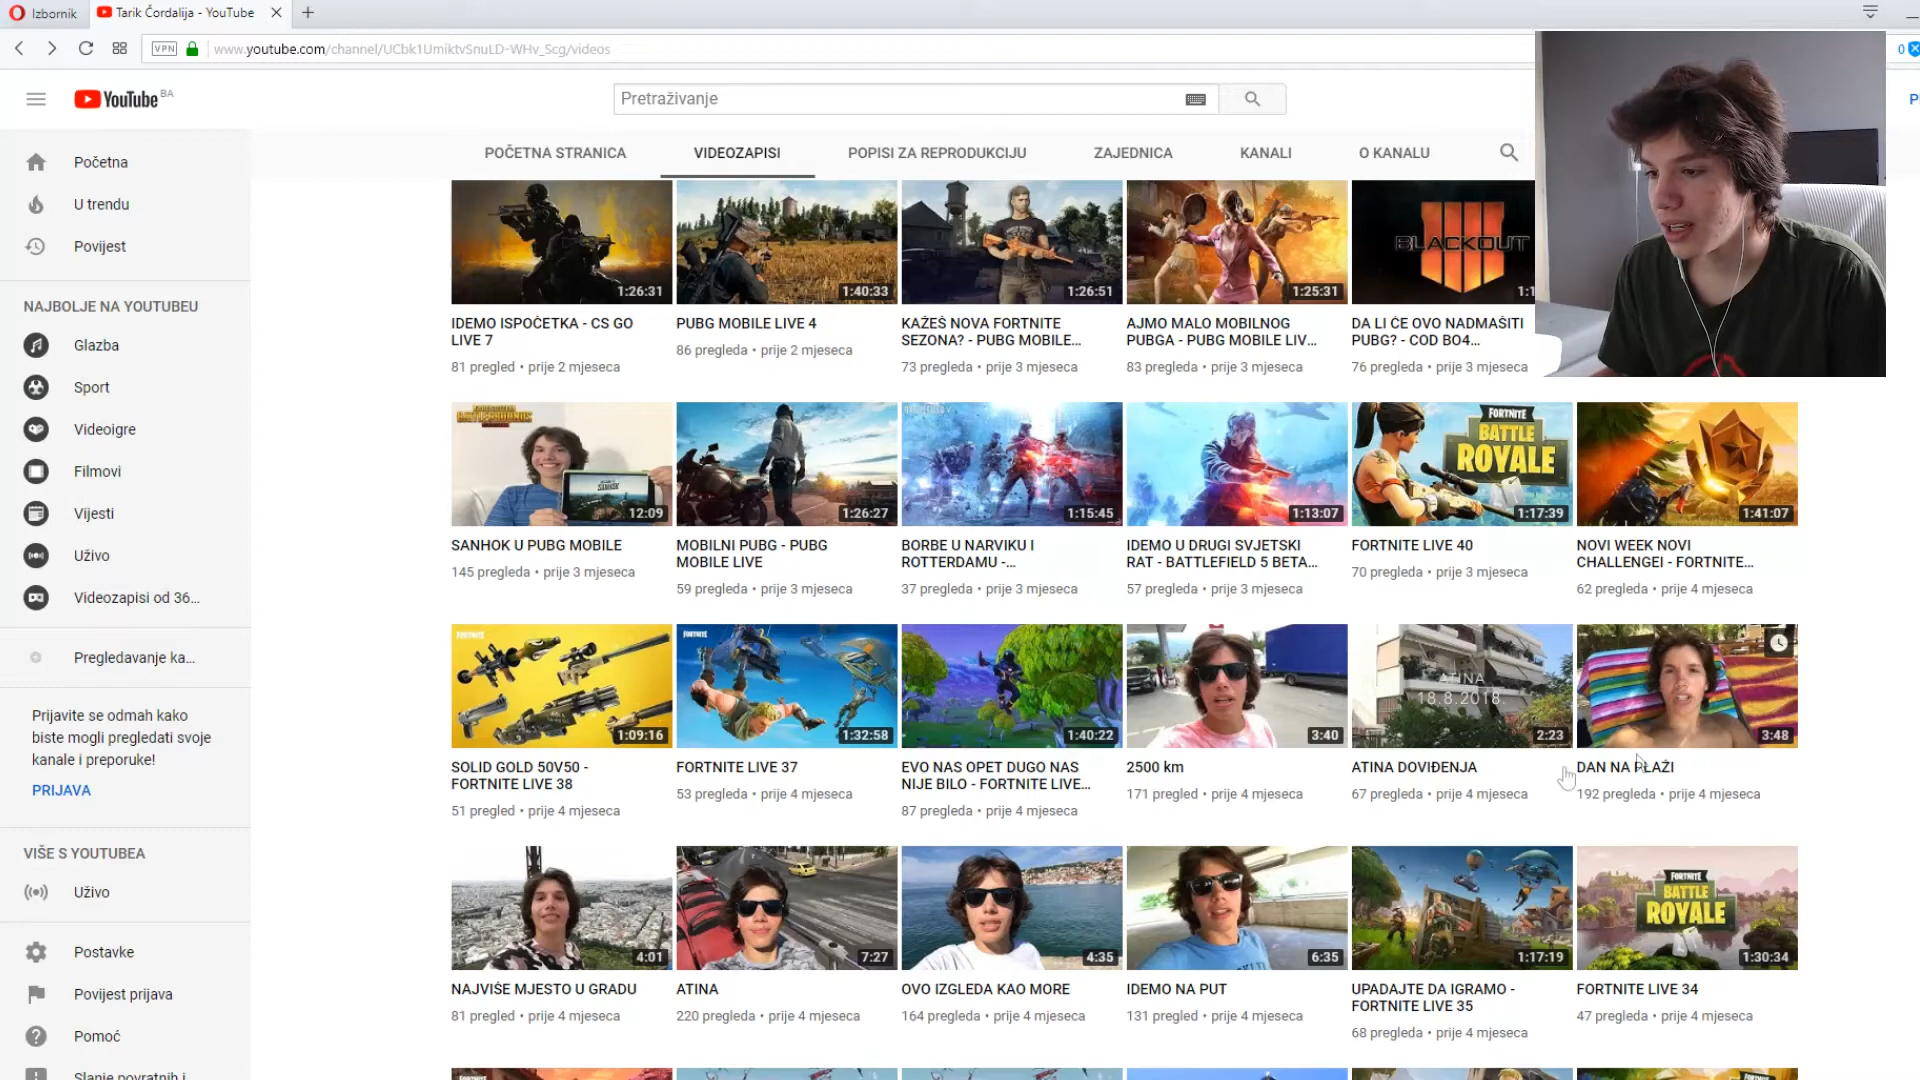 Izbornik
Tarik Čordalija - YouTube
VPN
www.youtube.com/channel/UCbk1UmiktvSnuLD-WHv_Scg/videos
0
YouTube BA
Pretraživanje
POČETNA STRANICA
VIDEOZAPISI
POPISI ZA REPRODUKCIJU
ZAJEDNICA
KANALI
O KANALU
Početna
U trendu
Povijest
NAJBOLJE NA YOUTUBEU
Glazba
Sport
Videoigre
Filmovi
Vijesti
Uživo
Videozapisi od 36...
Pregledavanje ka...
Prijavite se odmah kako
biste mogli pregledati svoje
kanale i preporuke!
PRIJAVA
VIŠE S YOUTUBEA
Uživo
Postavke
Povijest prijava
Pomoć
Slanje povratnih i
1:26:31
1:40:33
1:26:51
1:25:31
BLACKOUT
1:1
IDEMO ISPOČETKA - CS GO
LIVE 7
81 pregled • prije 2 mjeseca
PUBG MOBILE LIVE 4
86 pregleda • prije 2 mjeseca
KAŽEŠ NOVA FORTNITE
SEZONA? - PUBG MOBILE...
73 pregleda • prije 3 mjeseca
AJMO MALO MOBILNOG
PUBGA - PUBG MOBILE LIV...
83 pregleda • prije 3 mjeseca
DA LI ĆE OVO NADMAŠITI
PUBG? - COD BO4...
76 pregleda • prije 3 mjeseca
BATTLEGROUNDS
SANHOK
12:09
1:26:27
BATTLEFIELD V
1:15:45
1:13:07
FORTNITE
BATTLE
ROYALE
1:17:39
1:41:07
SANHOK U PUBG MOBILE
145 pregleda • prije 3 mjeseca
MOBILNI PUBG - PUBG
MOBILE LIVE
59 pregleda • prije 3 mjeseca
BORBE U NARVIKU I
ROTTERDAMU -...
37 pregleda • prije 3 mjeseca
IDEMO U DRUGI SVJETSKI
RAT - BATTLEFIELD 5 BETA...
57 pregleda • prije 3 mjeseca
FORTNITE LIVE 40
70 pregleda • prije 3 mjeseca
NOVI WEEK NOVI
CHALLENGEI - FORTNITE...
62 pregleda • prije 4 mjeseca
FORTNITE
1:09:16
FORTNITE
1:32:58
1:40:22
3:40
ATINA
18.8.2018.
2:23
3:48
SOLID GOLD 50V50 -
FORTNITE LIVE 38
51 pregled • prije 4 mjeseca
FORTNITE LIVE 37
53 pregleda • prije 4 mjeseca
EVO NAS OPET DUGO NAS
NIJE BILO - FORTNITE LIVE...
87 pregleda • prije 4 mjeseca
2500 km
171 pregled • prije 4 mjeseca
ATINA DOVIĐENJA
67 pregleda • prije 4 mjeseca
DAN NA PLAŽI
192 pregleda • prije 4 mjeseca
4:01
7:27
4:35
6:35
1:17:19
FORTNITE
BATTLE
ROYALE
1:30:34
NAJVIŠE MJESTO U GRADU
81 pregled • prije 4 mjeseca
ATINA
220 pregleda • prije 4 mjeseca
OVO IZGLEDA KAO MORE
164 pregleda • prije 4 mjeseca
IDEMO NA PUT
131 pregled • prije 4 mjeseca
UPADAJTE DA IGRAMO -
FORTNITE LIVE 35
68 pregleda • prije 4 mjeseca
FORTNITE LIVE 34
47 pregleda • prije 4 mjeseca